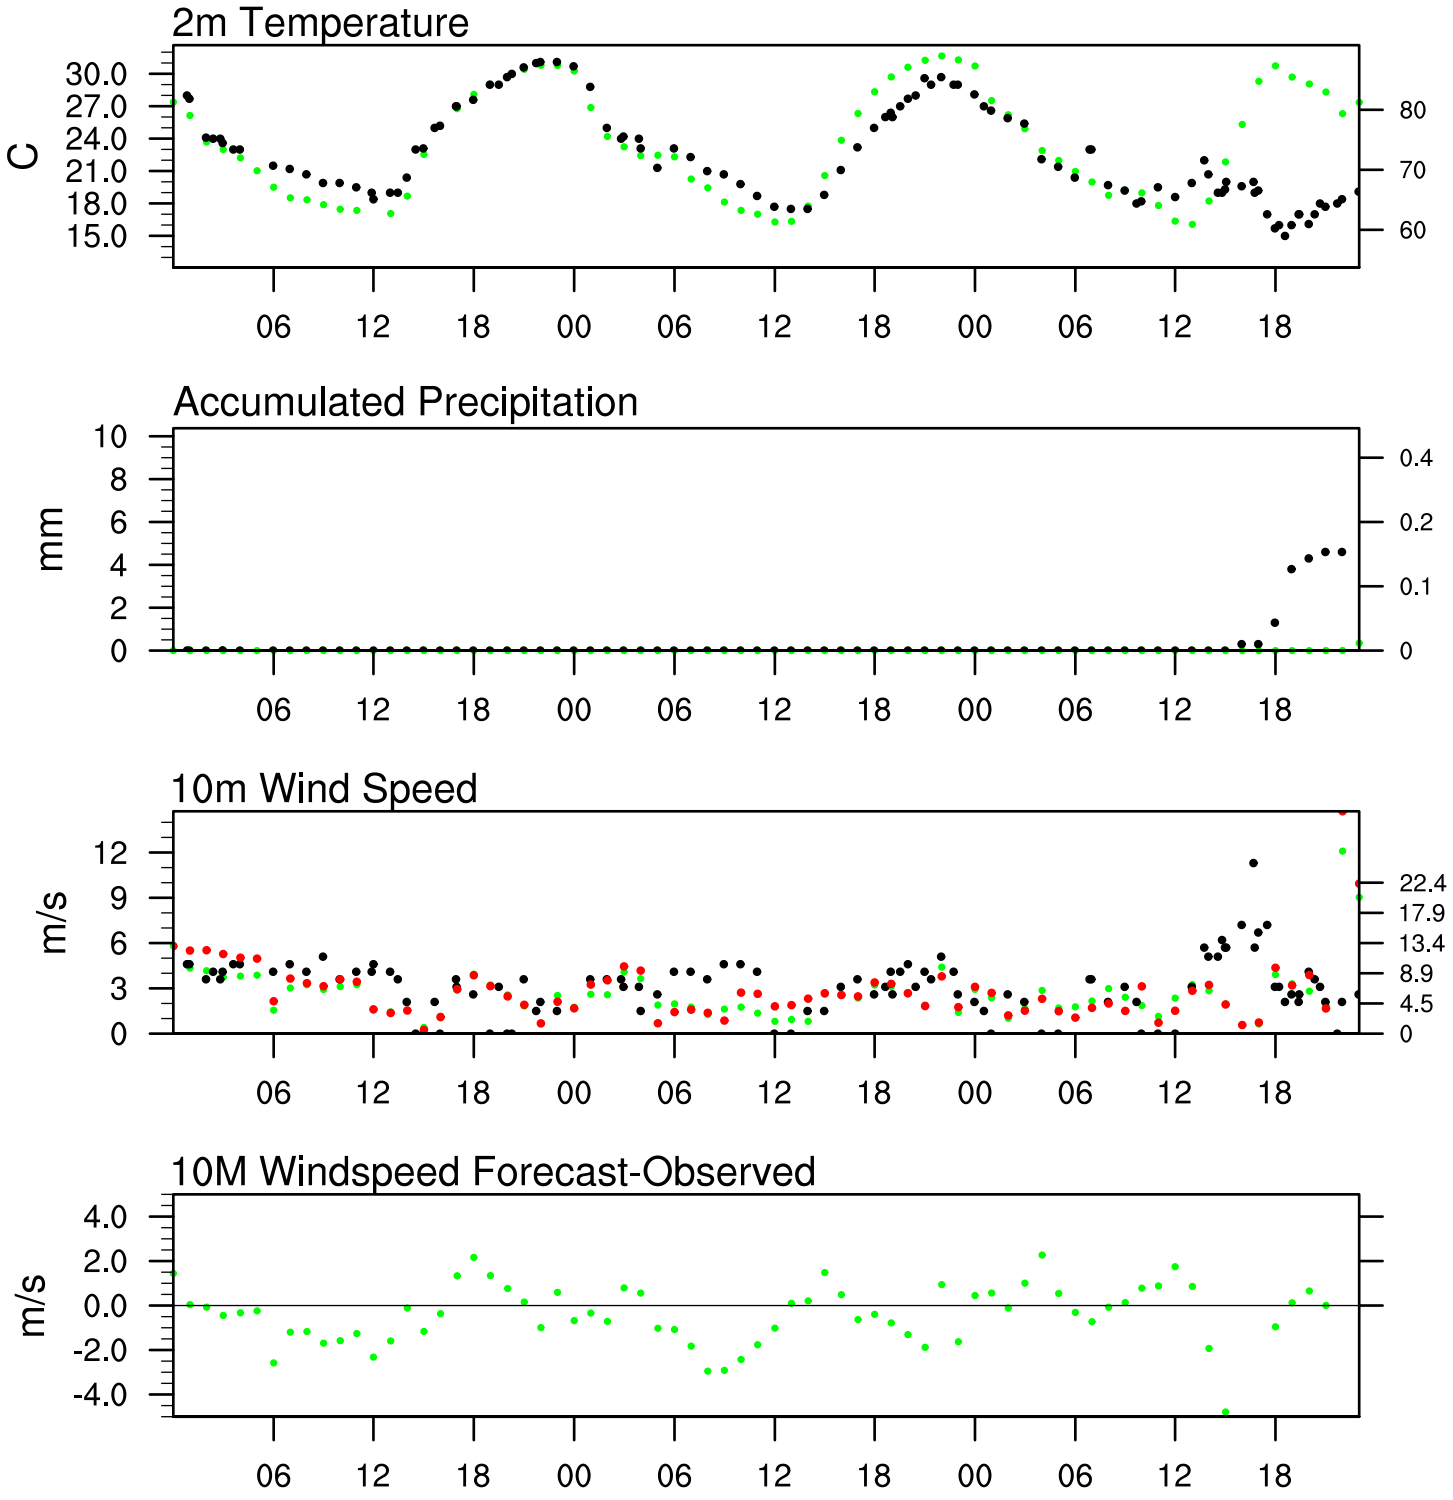 2m Temperature
30.0
27.0
24.0
21.0
18.0
15.0
C
80
70
60
06 12 18 00 06 12 18 00 06 12 18
Accumulated Precipitation
10
8
6
4
2
0
mm
0.4
0.2
0.1
0
06 12 18 00 06 12 18 00 06 12 18
10m Wind Speed
12
9
6
3
0
m/s
22.4
17.9
13.4
8.9
4.5
0
06 12 18 00 06 12 18 00 06 12 18
10M Windspeed Forecast-Observed
4.0
2.0
0.0
-2.0
-4.0
m/s
06 12 18 00 06 12 18 00 06 12 18